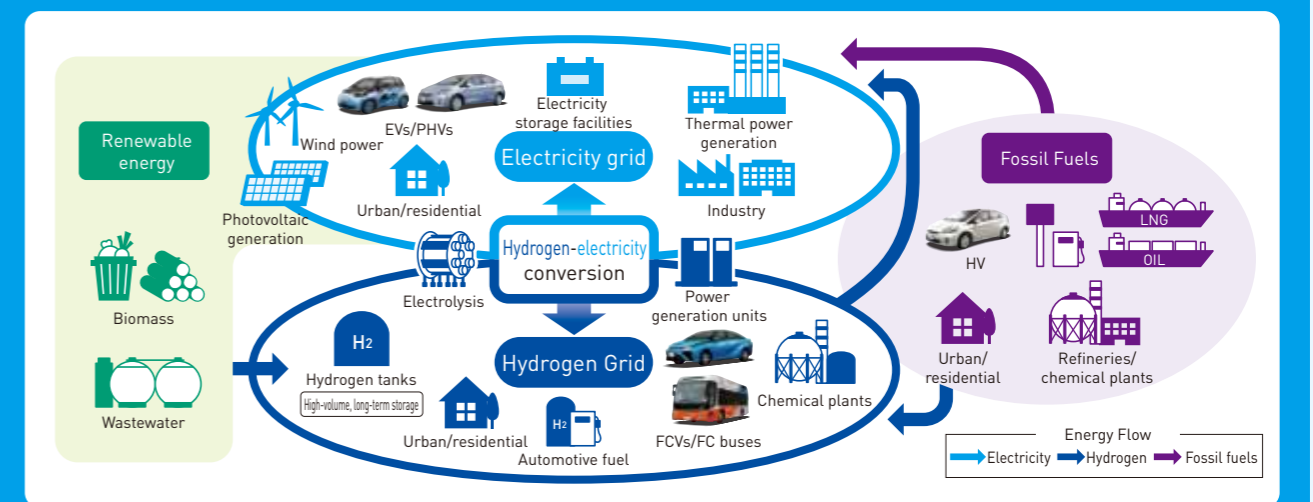 Renewable
energy
Wind power
Photovoltaic
generation
Biomass
Wastewater
EVs/PHVs
Urban/residential
Electricity
storage facilities
Electricity grid
Thermal power
generation
Industry
Hydrogen-electricity
conversion
Electrolysis
Power
generation units
Hydrogen Grid
H2
Hydrogen tanks
High-volume, long-term storage
Urban/residential
H2
Automotive fuel
FCVs/FC buses
Chemical plants
Fossil Fuels
HV
LNG
OIL
Urban/
residential
Refineries/
chemical plants
Energy Flow
Electricity
Hydrogen
Fossil fuels